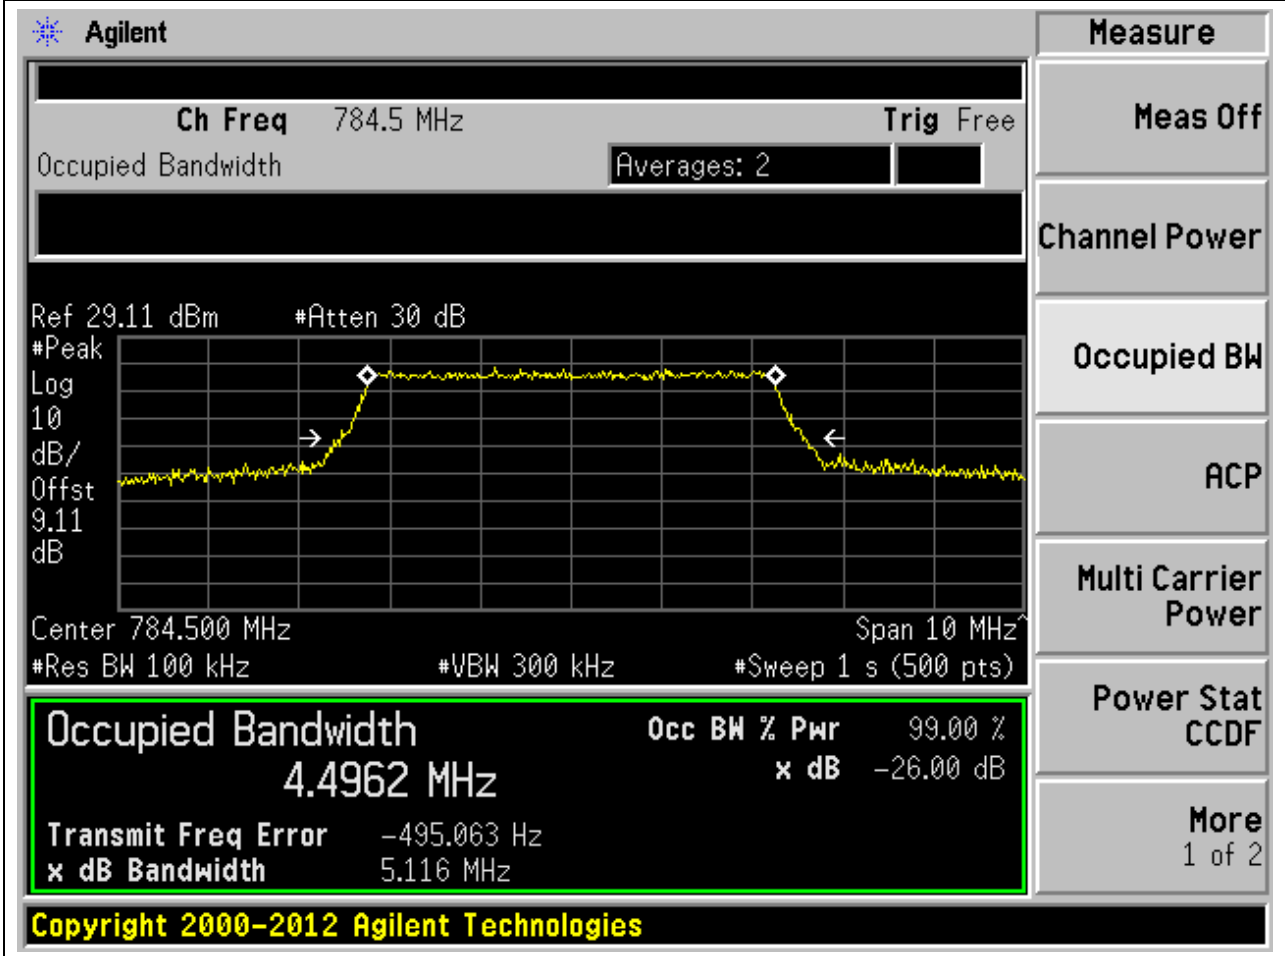 Agilent
Measure
Ch Freq 784.5 MHz Trig Free
Occupied Bandwidth Averages: 2
Meas Off
Channel Power
Occupied BW
ACP
Multi Carrier
Power
Power Stat
CCDF
More
1 of 2
Ref 29.11 dBm #Atten 30 dB
#Peak
Log
10
dB/
Offst
9.11
dB
Center 784.500 MHz Span 10 MHz^
#Res BW 100 kHz #VBW 300 kHz #Sweep 1 s (500 pts)
Occupied Bandwidth Occ BW % Pwr 99.00 %
4.4962 MHz x dB -26.00 dB
Transmit Freq Error -495.063 Hz
x dB Bandwidth 5.116 MHz
Copyright 2000-2012 Agilent Technologies